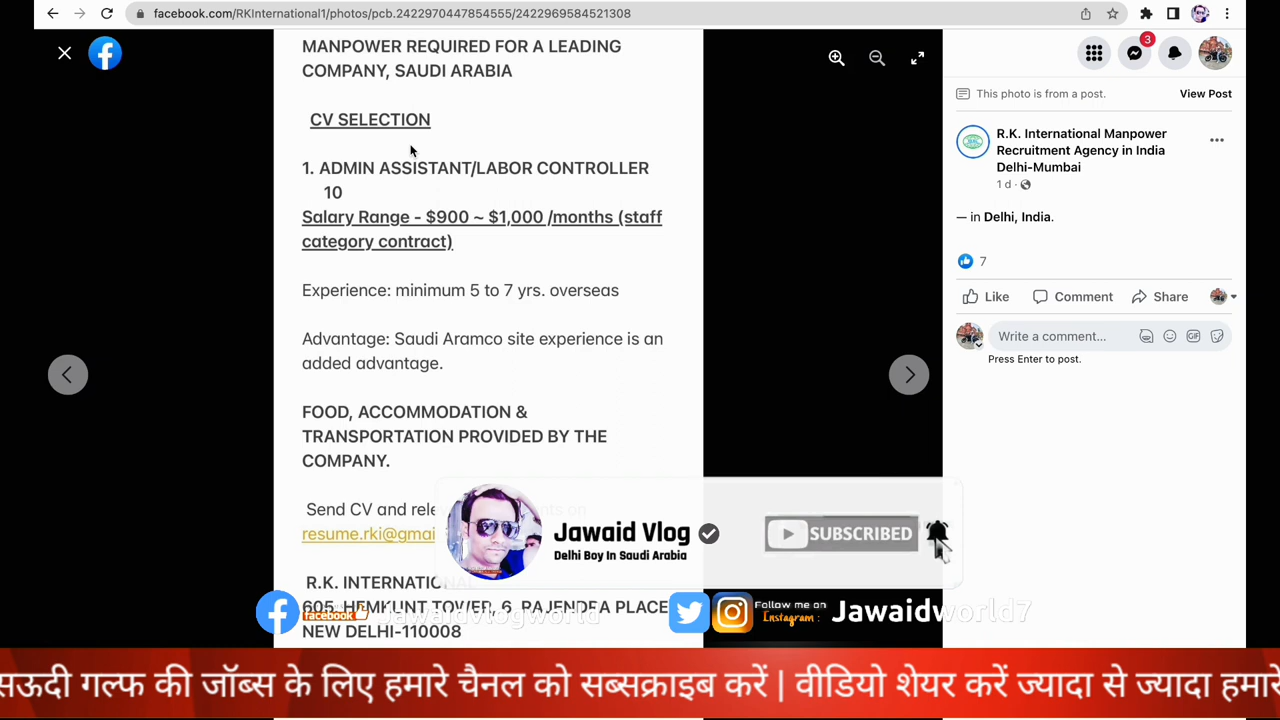 facebook.com/RKInternational1/photos/pcb.2422970447854555/2422969584521308
MANPOWER REQUIRED FOR A LEADING
COMPANY, SAUDI ARABIA
CV SELECTION
1. ADMIN ASSISTANT/LABOR CONTROLLER
10
Salary Range - $900 ~ $1,000 /months (staff
category contract)
Experience: minimum 5 to 7 yrs. overseas
Advantage: Saudi Aramco site experience is an
added advantage.
FOOD, ACCOMMODATION &
TRANSPORTATION PROVIDED BY THE
COMPANY.
Send CV and
resume.rki@gmai
R.K. INTERNATIONAL
605, HEMKUNT TOWER, 6, RAJENDRA PLACE
NEW DELHI-110008
3
This photo is from a post.
View Post
R.K. International Manpower
Recruitment Agency in India
Delhi-Mumbai
1 d ·
— in Delhi, India.
7
Like
Comment
Share
Write a comment...
GIF
Press Enter to post.
Jawaid Vlog
Delhi Boy In Saudi Arabia
SUBSCRIBED
facebook
Jawaidvlogworld
Follow me on
Instagram :
Jawaidworld7
सऊदी गल्फ की जॉब्स के लिए हमारे चैनल को सब्सक्राइब करें | वीडियो शेयर करें ज्यादा से ज्यादा हमारे